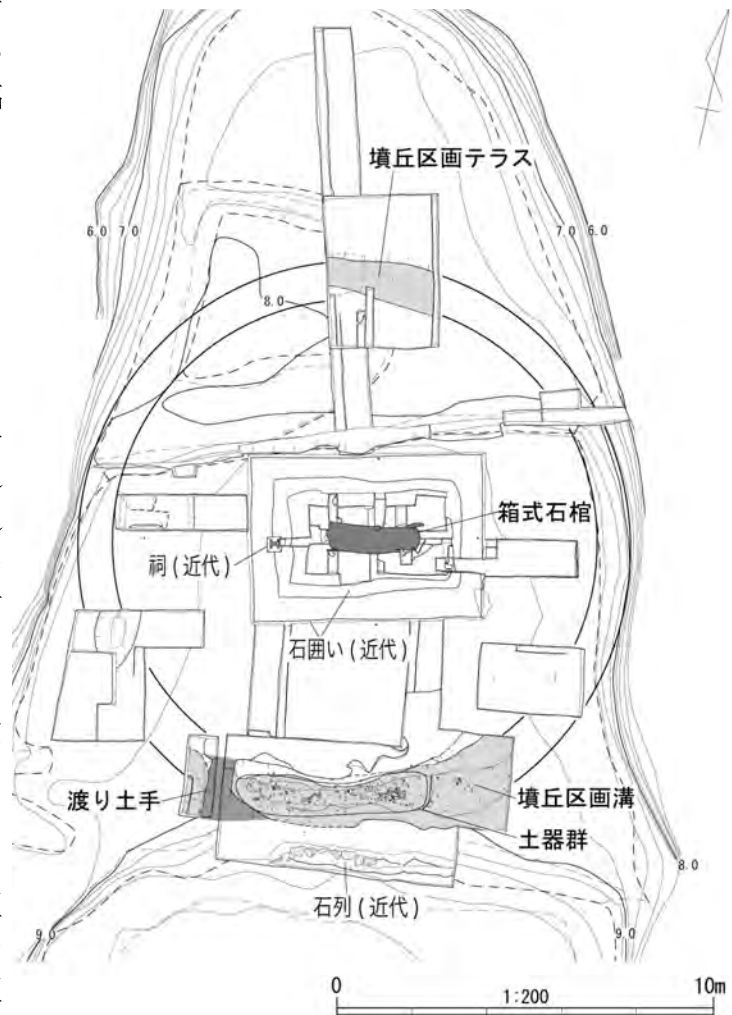 墳丘区画テラス
6.0 7.0
7.0 6.0
8.0
箱式石棺
祠(近代)
石囲い(近代)
渡り土手
墳丘区画溝
土器群
石列(近代)
8.0
9.0
9.0
0
10m
1:200